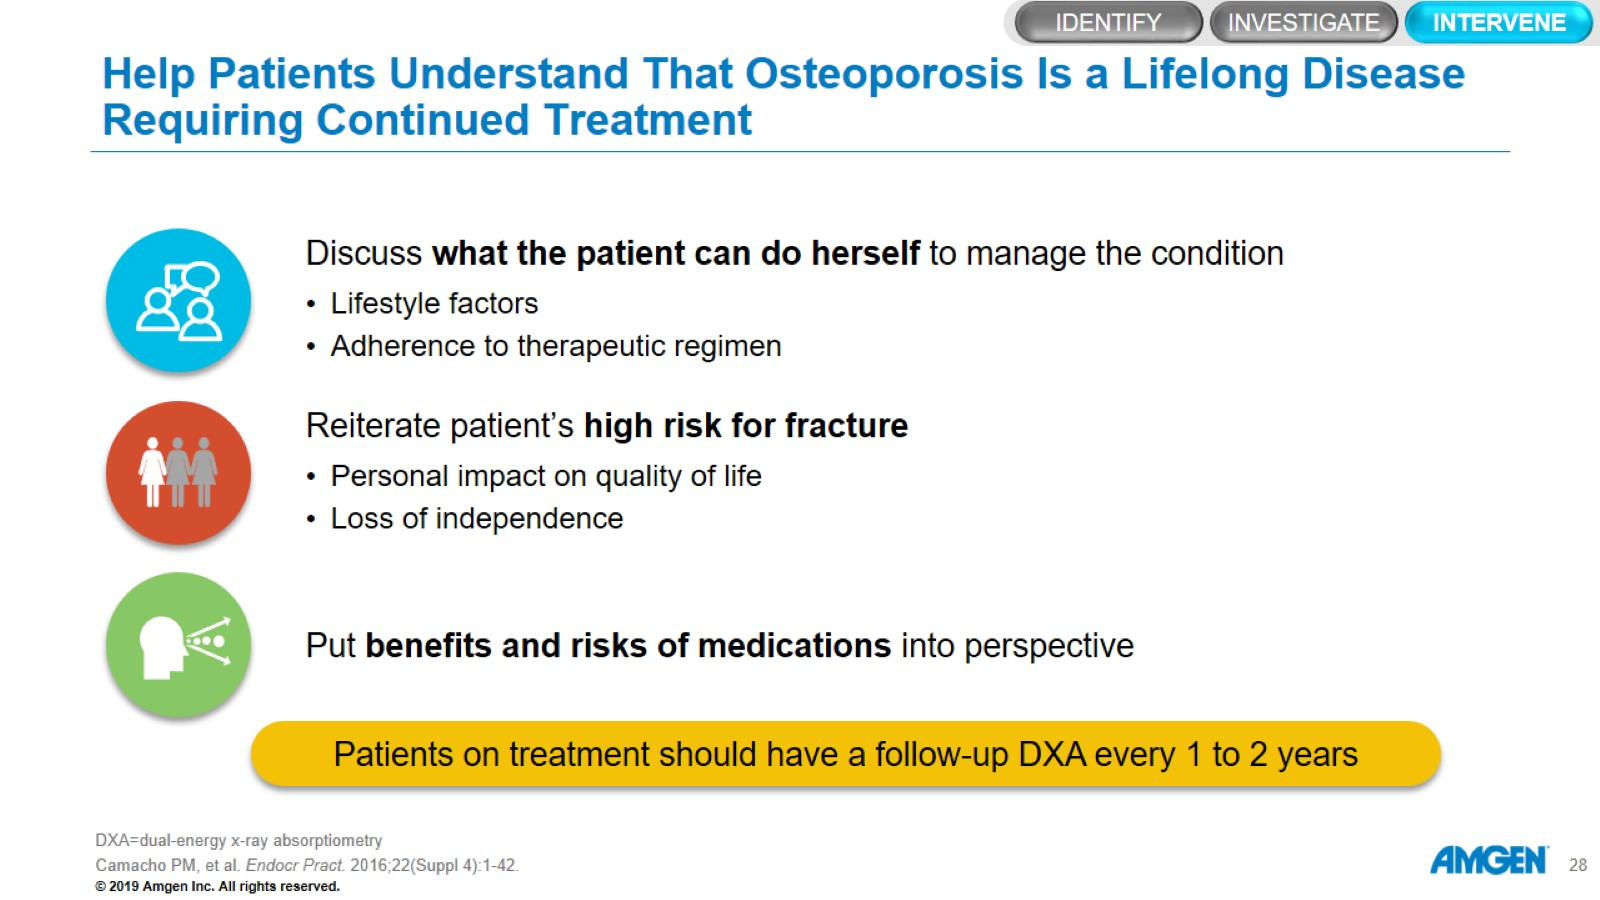 IDENTIFY INVESTIGATE INTERVENE
Help Patients Understand That Osteoporosis Is a Lifelong Disease
Requiring Continued Treatment
Discuss what the patient can do herself to manage the condition
• Lifestyle factors
• Adherence to therapeutic regimen
Reiterate patient’s high risk for fracture
• Personal impact on quality of life
• Loss of independence
Put benefits and risks of medications into perspective
Patients on treatment should have a follow-up DXA every 1 to 2 years
DXA=dual-energy x-ray absorptiometry
Camacho PM, et al. Endocr Pract. 2016;22(Suppl 4):1-42.
© 2019 Amgen Inc. All rights reserved.
AMGEN 28